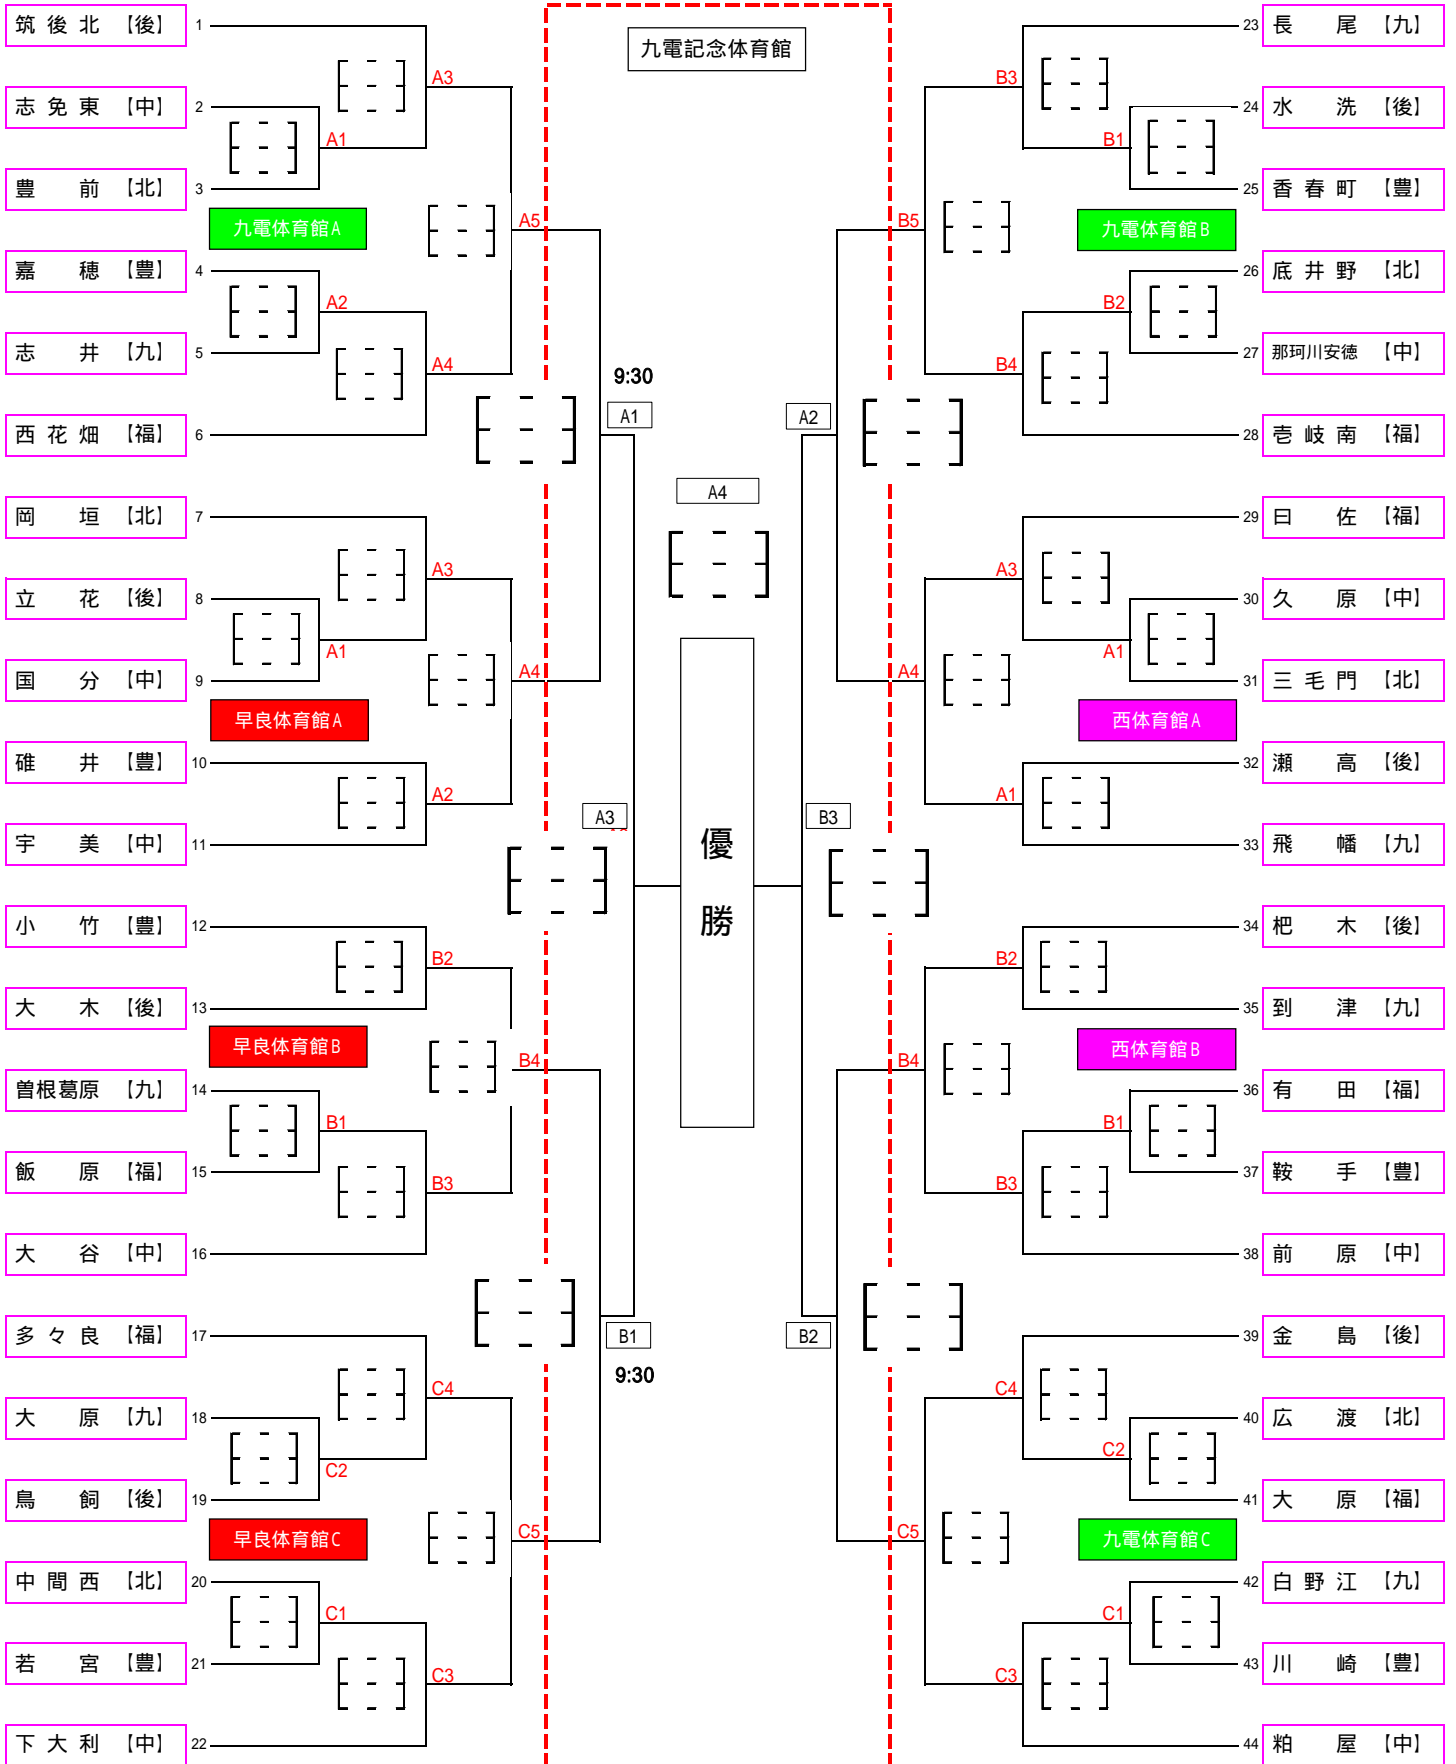 九電記念体育館
筑後北 【後】 1
A3
志免東 【中】 2
A1
豊前 【北】 3
九電体育館A
A5
嘉穂 【豊】 4
A2
志井 【九】 5
A4
西花畑 【福】 6
9:30
A1
岡垣 【北】 7
A3
立花 【後】 8
A1
国分 【中】 9
A4
早良体育館A
碓井 【豊】 10
A2
宇美 【中】 11
A3
小竹 【豊】 12
B2
大木 【後】 13
早良体育館B
B4
曽根葛原 【九】 14
B1
飯原 【福】 15
B3
大谷 【中】 16
多々良 【福】 17
B1
9:30
C4
大原 【九】 18
C2
鳥飼 【後】 19
早良体育館C
C5
中間西 【北】 20
C1
若宮 【豊】 21
C3
下大利 【中】 22
A4
優
勝
23 長尾 【九】
B3
24 水洗 【後】
B1
25 香春町 【豊】
B5
九電体育館B
26 底井野 【北】
B2
27 那珂川安徳 【中】
B4
A2
28 壱岐南 【福】
29 曰佐 【福】
A3
30 久原 【中】
A1
31 三毛門 【北】
A4
西体育館A
32 瀬高 【後】
A1
B3
33 飛幡 【九】
34 杷木 【後】
B2
35 到津 【九】
西体育館B
B4
36 有田 【福】
B1
37 鞍手 【豊】
B3
38 前原 【中】
B2
39 金島 【後】
C4
40 広渡 【北】
C2
41 大原 【福】
C5
九電体育館C
42 白野江 【九】
C1
43 川崎 【豊】
C3
44 粕屋 【中】